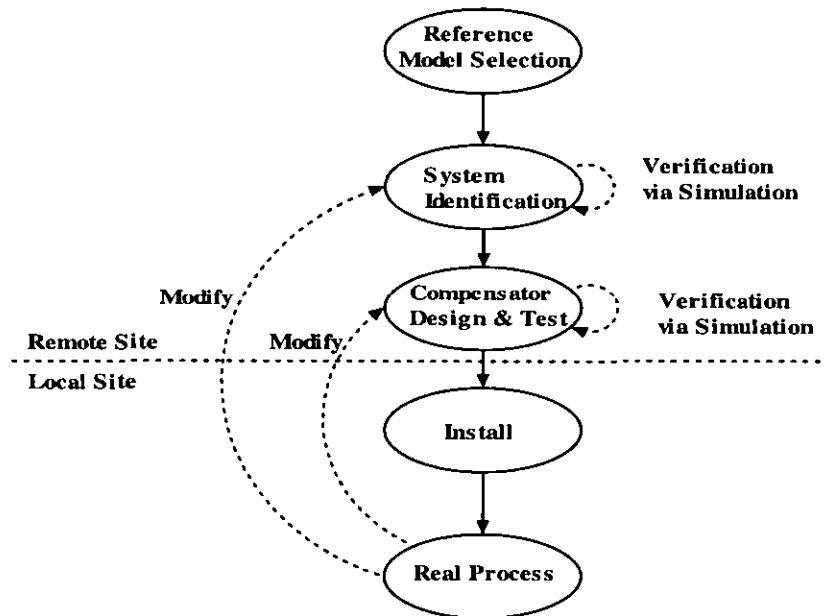 Reference
Model Selection
System
Identification
Verification
via Simulation
Modify
Compensator
Design & Test
Verification
via Simulation
Modify
Remote Site
Local Site
Install
Real Process